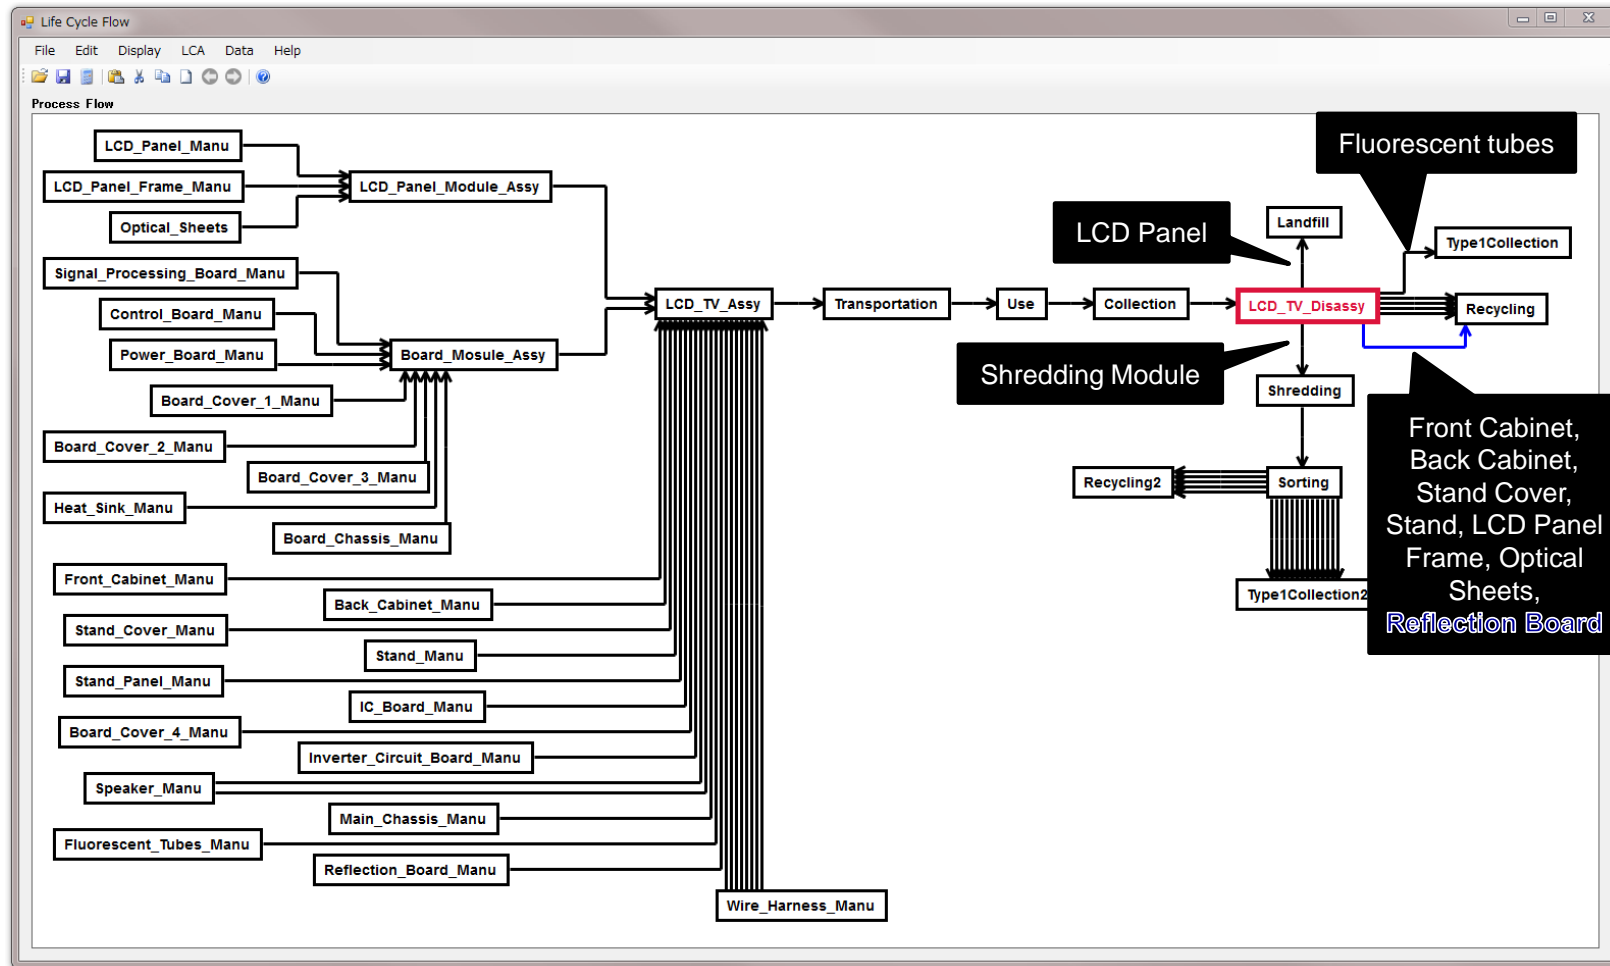 Life Cycle Flow
File Edit Display LCA Data Help
Process Flow
LCD_Panel_Manu
LCD_Panel_Frame_Manu
LCD_Panel_Module_Assy
Optical_Sheets
Signal_Processing_Board_Manu
Control_Board_Manu
Power_Board_Manu
Board_Mosule_Assy
Board_Cover_1_Manu
Board_Cover_2_Manu
Board_Cover_3_Manu
Heat_Sink_Manu
Board_Chassis_Manu
Front_Cabinet_Manu
Back_Cabinet_Manu
Stand_Cover_Manu
Stand_Manu
Stand_Panel_Manu
IC_Board_Manu
Board_Cover_4_Manu
Inverter_Circuit_Board_Manu
Speaker_Manu
Main_Chassis_Manu
Fluorescent_Tubes_Manu
Reflection_Board_Manu
Wire_Harness_Manu
LCD_TV_Assy
Transportation
Use
Collection
LCD_TV_Disassy
Fluorescent tubes
LCD Panel
Landfill
Type1Collection
Recycling
Shredding Module
Shredding
Recycling2
Sorting
Type1Collection2
Front Cabinet,
Back Cabinet,
Stand Cover,
Stand, LCD Panel
Frame, Optical
Sheets,
Reflection Board